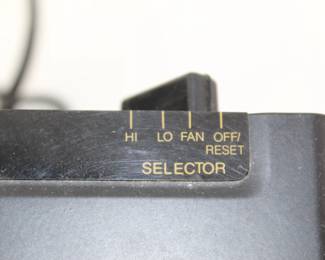 HI LO FAN OFF/
RESET
SELECTOR